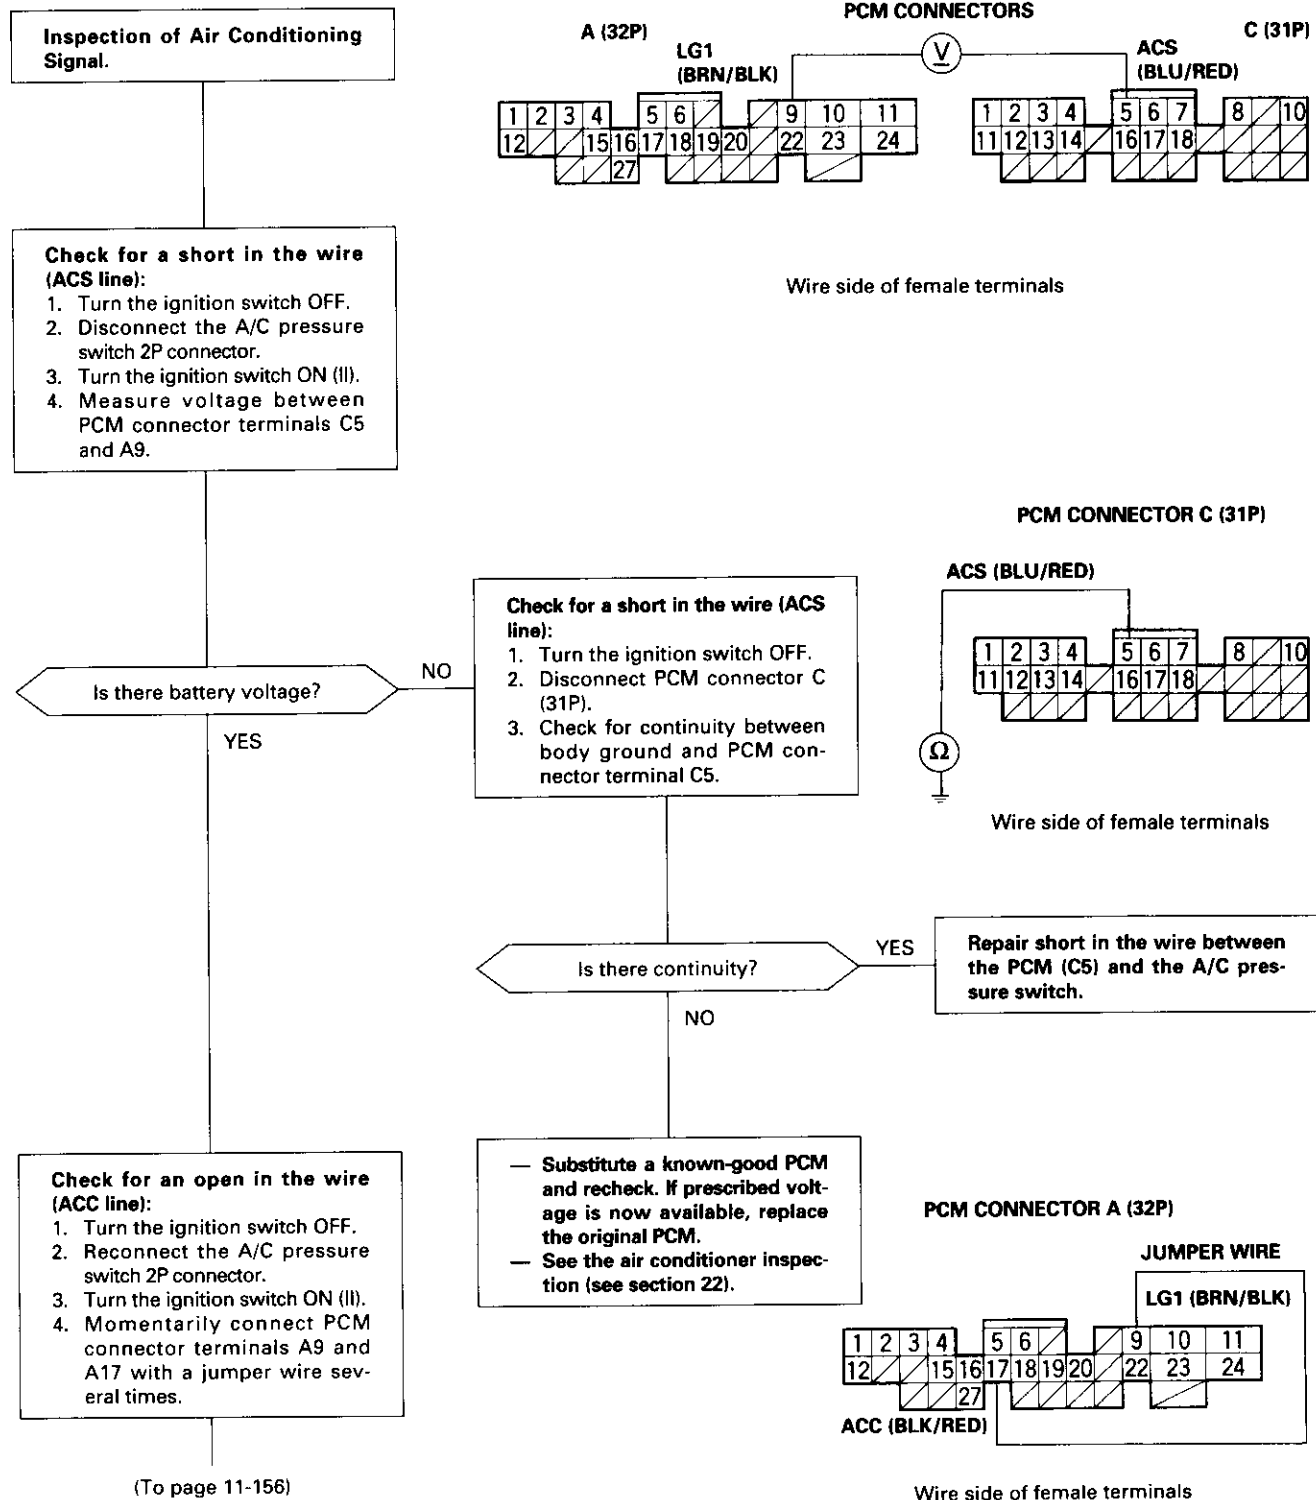 Inspection of Air Conditioning
Signal.
PCM CONNECTORS
A (32P)
C (31P)
LG1
(BRN/BLK)
V
ACS
(BLU/RED)
1 2 3 4 5 6 9 10 11
12 15 16 17 18 19 20 22 23 24
27
1 2 3 4 5 6 7 8 10
11 12 13 14 16 17 18
Wire side of female terminals
Check for a short in the wire
(ACS line):
1. Turn the ignition switch OFF.
2. Disconnect the A/C pressure
switch 2P connector.
3. Turn the ignition switch ON (II).
4. Measure voltage between
PCM connector terminals C5
and A9.
Is there battery voltage?
NO
YES
Check for a short in the wire (ACS
line):
1. Turn the ignition switch OFF.
2. Disconnect PCM connector C
(31P).
3. Check for continuity between
body ground and PCM con-
nector terminal C5.
PCM CONNECTOR C (31P)
ACS (BLU/RED)
1 2 3 4 5 6 7 8 10
11 12 13 14 16 17 18
Ω
Wire side of female terminals
Is there continuity?
YES
NO
Repair short in the wire between
the PCM (C5) and the A/C pres-
sure switch.
— Substitute a known-good PCM
and recheck. If prescribed volt-
age is now available, replace
the original PCM.
— See the air conditioner inspec-
tion (see section 22).
Check for an open in the wire
(ACC line):
1. Turn the ignition switch OFF.
2. Reconnect the A/C pressure
switch 2P connector.
3. Turn the ignition switch ON (II).
4. Momentarily connect PCM
connector terminals A9 and
A17 with a jumper wire sev-
eral times.
(To page 11-156)
PCM CONNECTOR A (32P)
JUMPER WIRE
LG1 (BRN/BLK)
1 2 3 4 5 6 9 10 11
12 15 16 17 18 19 20 22 23 24
27
ACC (BLK/RED)
Wire side of female terminals